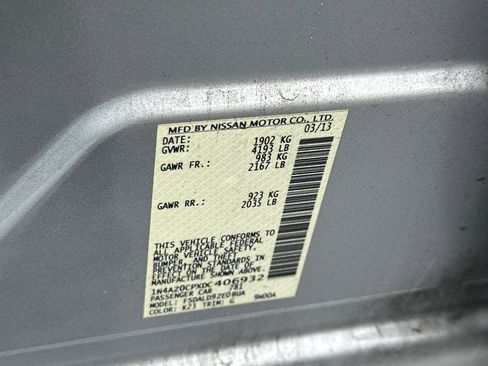 MFD BY NISSAN MOTOR CO., LTD.
DATE: 03/13
GVWR: 1902 KG
4193 LB
GAWR FR.: 983 KG
2167 LB
GAWR RR.: 923 KG
2035 LB
THIS VEHICLE CONFORMS TO
ALL APPLICABLE FEDERAL
MOTOR VEHICLE SAFETY,
BUMPER, AND THEFT
PREVENTION STANDARDS IN
EFFECT ON THE DATE OF
MANUFACTURE SHOWN ABOVE.
1N4AZ0CPXDC406932
PASSENGER CAR 781
MODEL: FSDALD9ZE0BUA
COLOR: K23 TRIM: G 9W00A